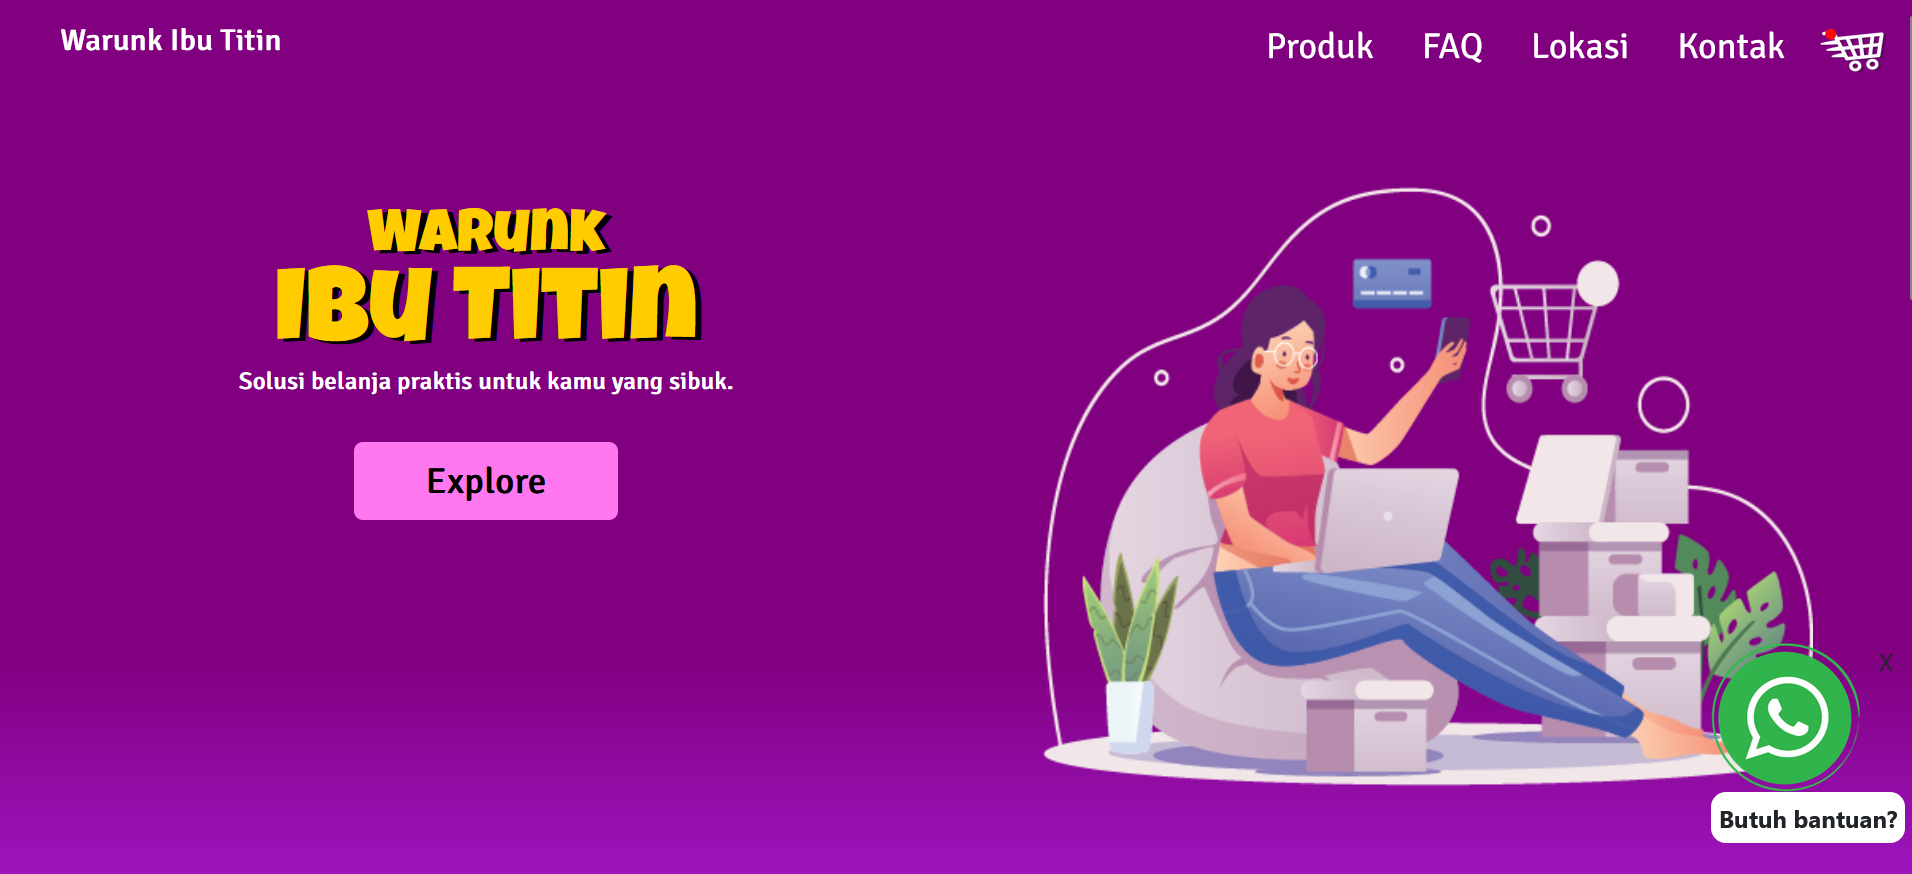 Warunk Ibu Titin
Produk FAQ Lokasi Kontak
WARUNK
IBU TITIN
Solusi belanja praktis untuk kamu yang sibuk.
Explore
X
Butuh bantuan?